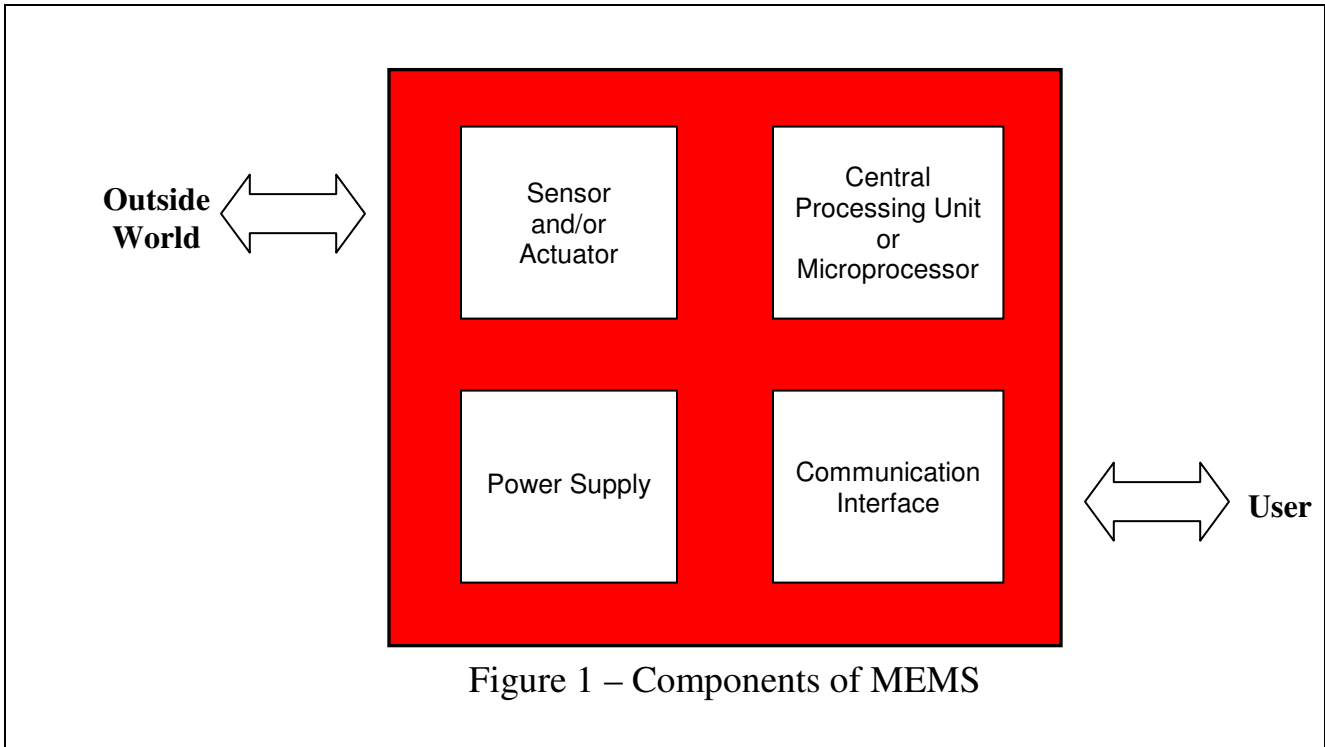 Outside
World
Sensor
and/or
Actuator
Central
Processing Unit
or
Microprocessor
Power Supply
Communication
Interface
User
Figure 1 – Components of MEMS